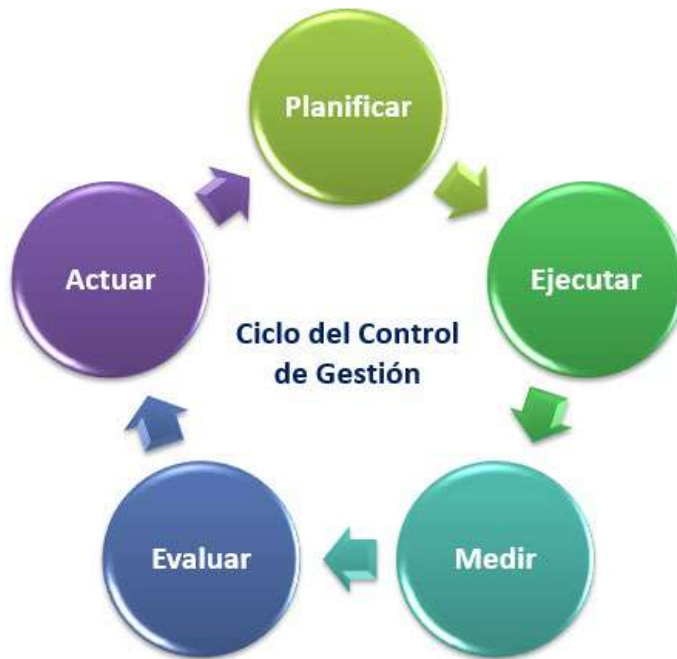 Planificar
Ejecutar
Medir
Evaluar
Actuar
Ciclo del Control
de Gestión